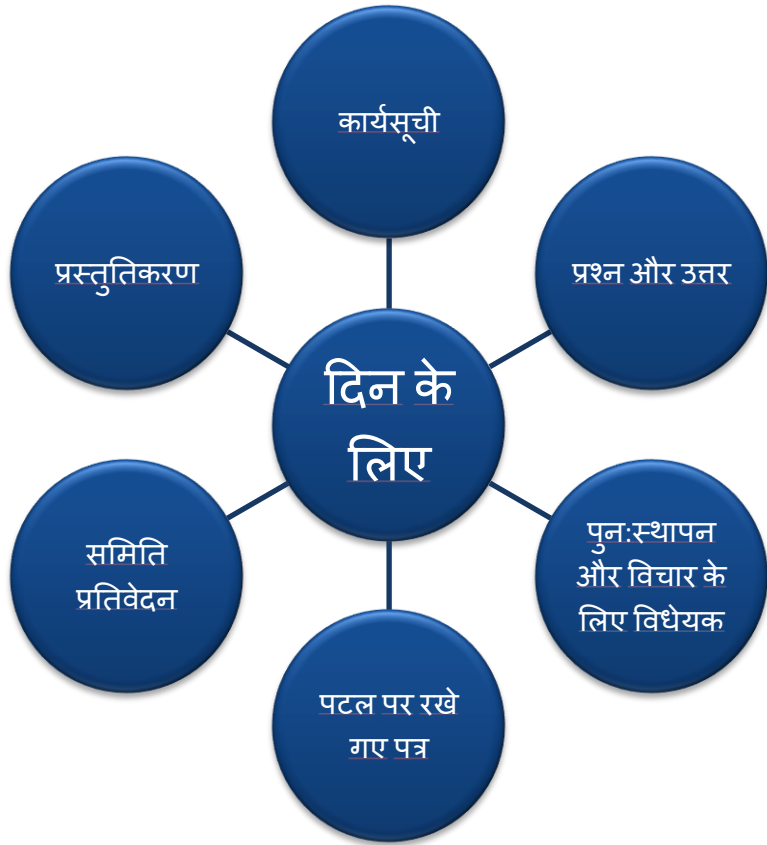 कार्यसूची
प्रस्तुतिकरण
प्रश्न और उत्तर
दिन के
लिए
समिति
प्रतिवेदन
पुन:स्थापन
और विचार के
लिए विधेयक
पटल पर रखे
गए पत्र